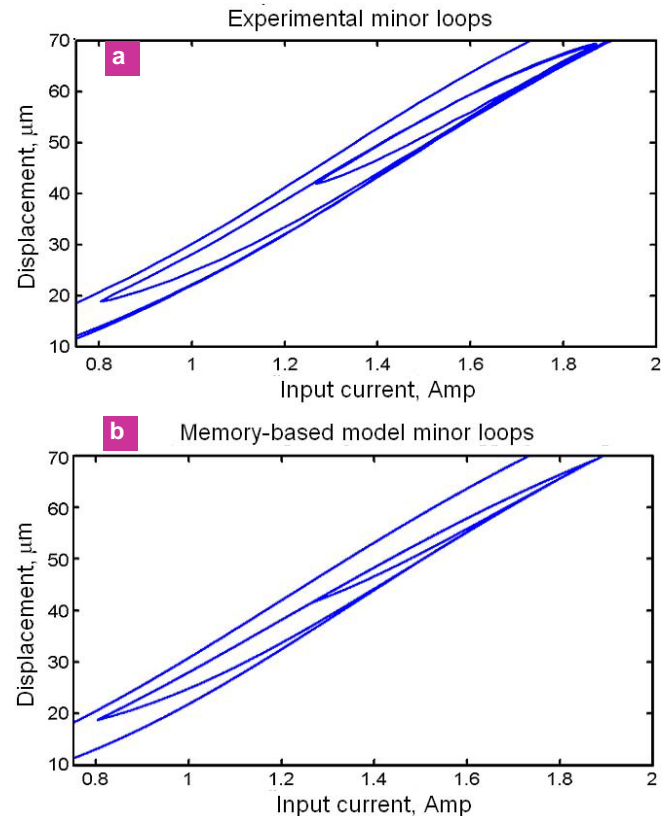 Experimental minor loops
a
Displacement, μm
70
60
50
40
30
20
10
0.8 1 1.2 1.4 1.6 1.8 2
Input current, Amp
b
Memory-based model minor loops
Displacement, μm
70
60
50
40
30
20
10
0.8 1 1.2 1.4 1.6 1.8 2
Input current, Amp